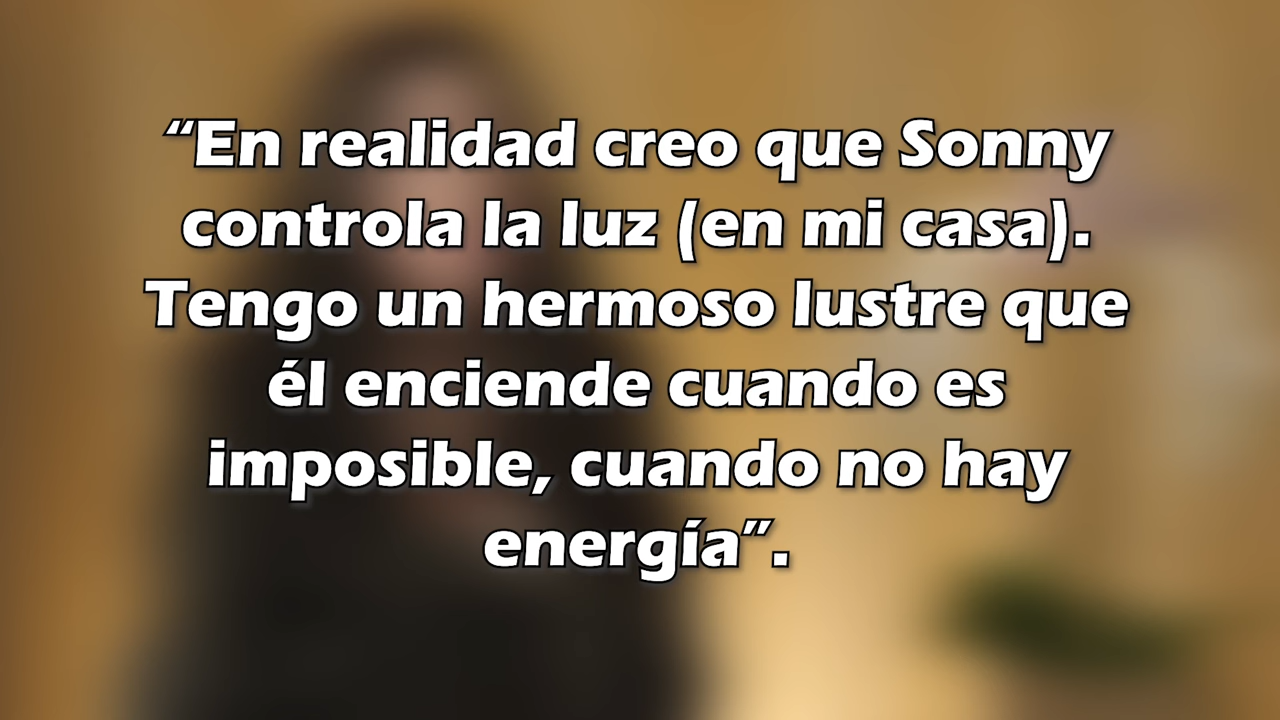 “En realidad creo que Sonny
controla la luz (en mi casa).
Tengo un hermoso lustre que
él enciende cuando es
imposible, cuando no hay
energía”.